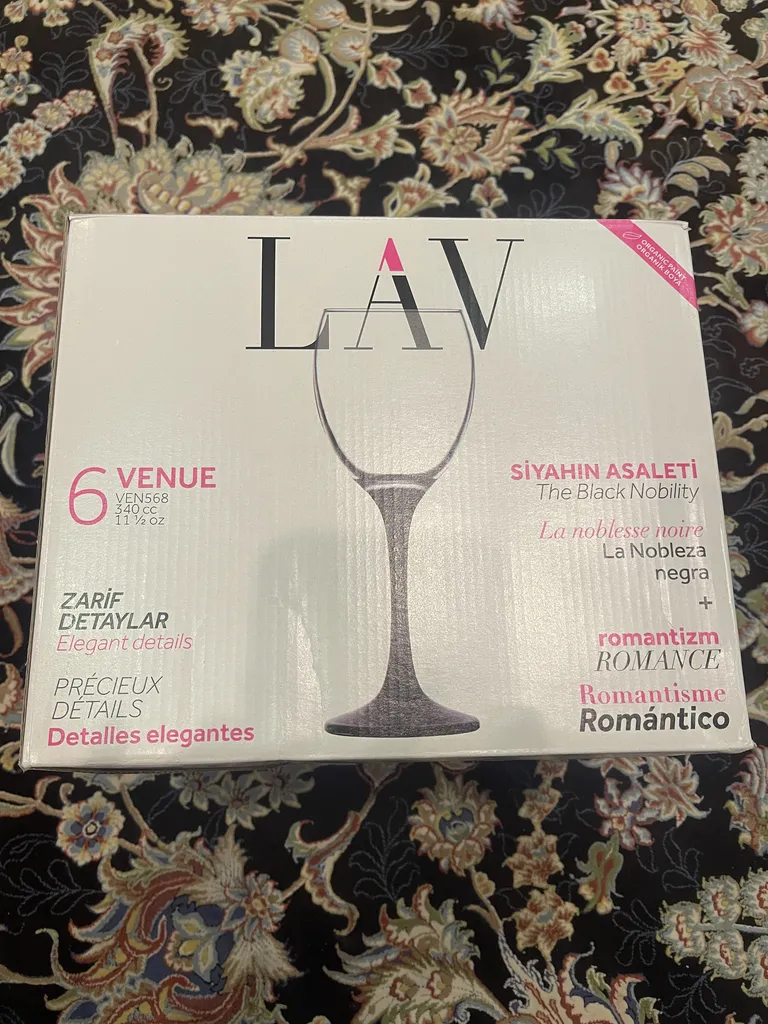 LAV
ORGANIC PAINT
ORGANİK BOYA
6 VENUE
VEN568
340 cc
11 ½ oz
SİYAHIN ASALETİ
The Black Nobility
La noblesse noire
La Nobleza
negra
+
romantizm
ROMANCE
Romantisme
Romántico
ZARİF
DETAYLAR
Elegant details
PRÉCIEUX
DÉTAILS
Detalles elegantes